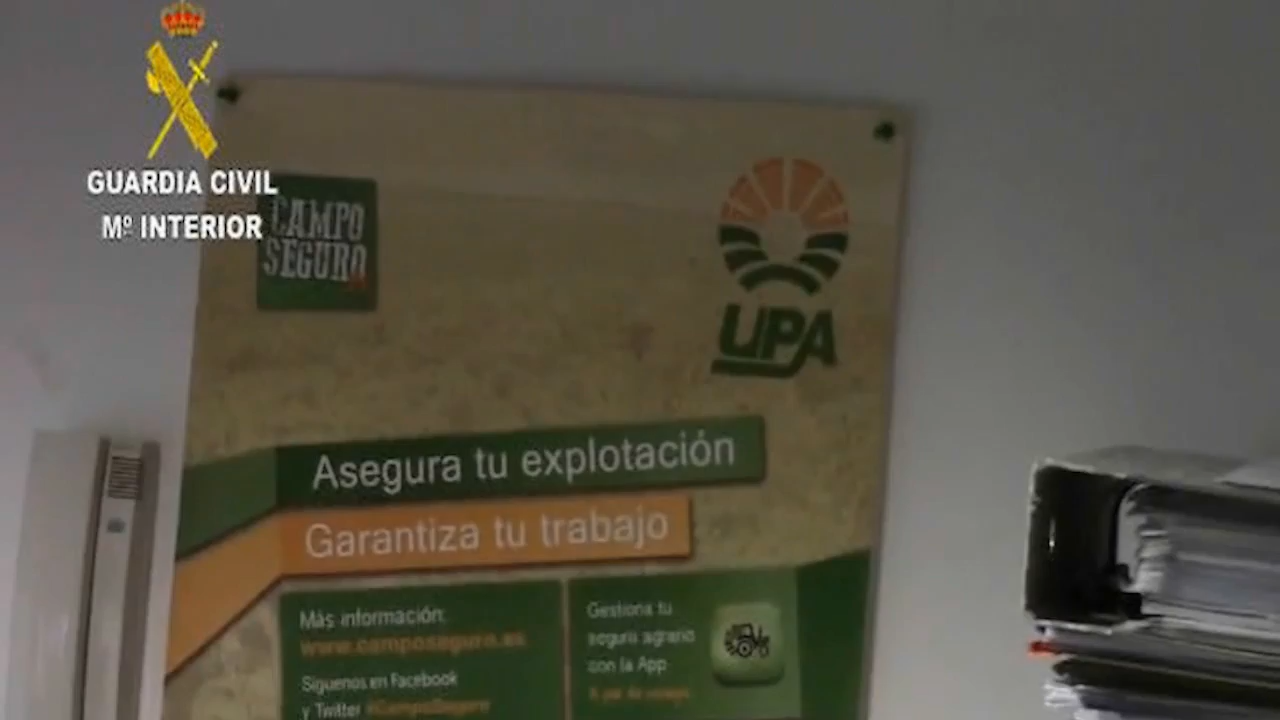 GUARDIA CIVIL
Mº INTERIOR
CAMPO
SEGURO
UPA
Asegura tu explotación
Garantiza tu trabajo
Más información:
www.camposeguro.es
Síguenos en Facebook
y Twitter #CampoSeguro
Gestiona tu
seguro agrario
con la App